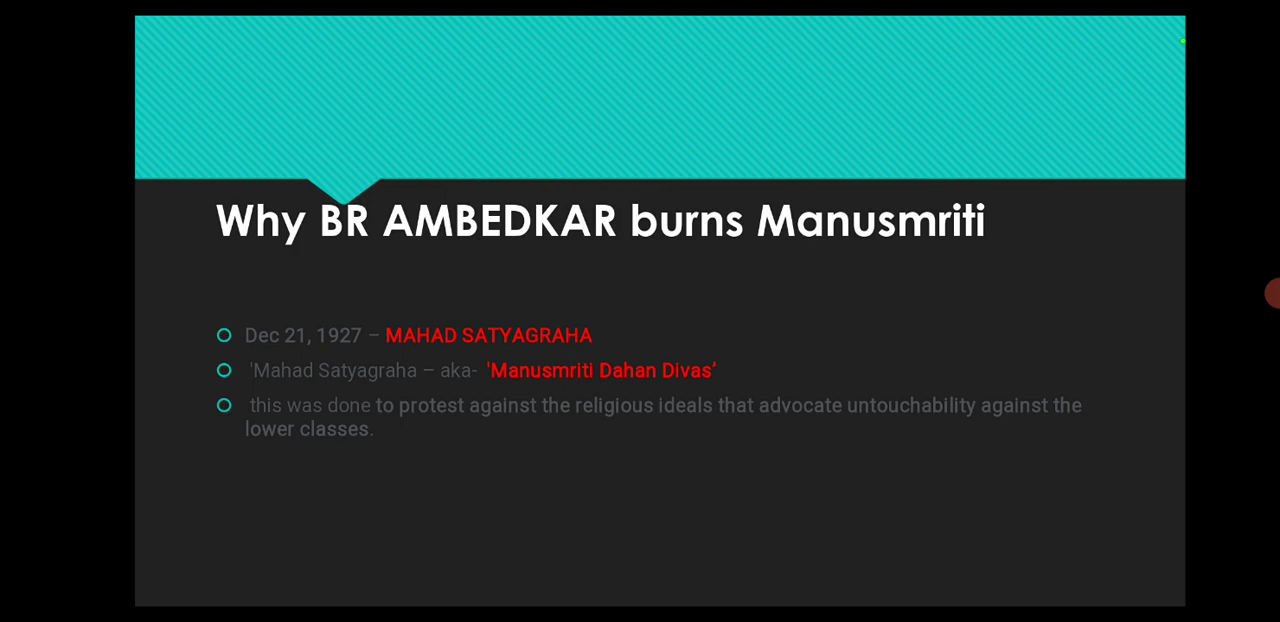 Why BR AMBEDKAR burns Manusmriti
Dec 21, 1927 – MAHAD SATYAGRAHA
'Mahad Satyagraha – aka- 'Manusmriti Dahan Divas’
this was done to protest against the religious ideals that advocate untouchability against the
lower classes.